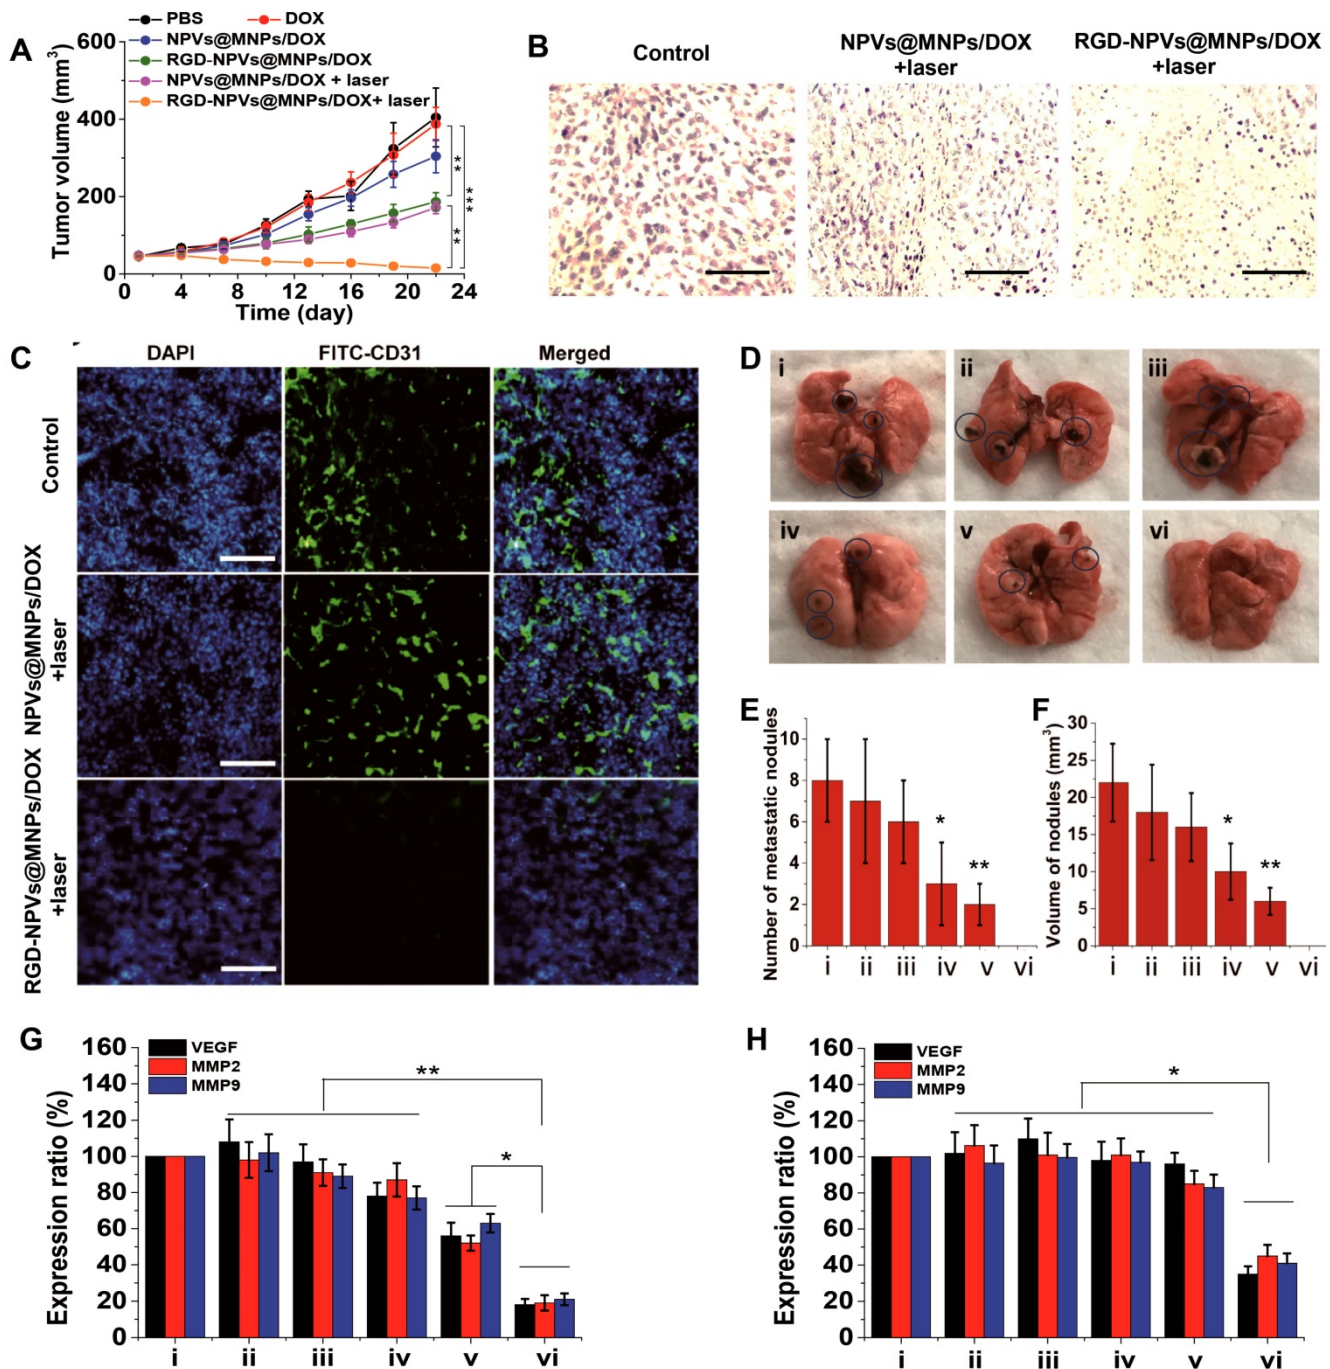 A
PBS DOX
NPVs@MNPs/DOX
RGD-NPVs@MNPs/DOX
NPVs@MNPs/DOX + laser
RGD-NPVs@MNPs/DOX+ laser
Tumor volume (mm³)
600
400
200
0
** *** **
0 4 8 12 16 20 24
Time (day)
B
Control
NPVs@MNPs/DOX
+laser
RGD-NPVs@MNPs/DOX
+laser
C
DAPI FITC-CD31 Merged
Control
NPVs@MNPs/DOX
+laser
RGD-NPVs@MNPs/DOX
+laser
D
i ii iii
iv v vi
E
Number of metastatic nodules
10
8
6
4
2
0
* **
i ii iii iv v vi
F
Volume of nodules (mm³)
30
25
20
15
10
5
0
* **
i ii iii iv v vi
G
VEGF
MMP2
MMP9
Expression ratio (%)
160
140
120
100
80
60
40
20
0
**
*
i ii iii iv v vi
H
VEGF
MMP2
MMP9
Expression ratio (%)
160
140
120
100
80
60
40
20
0
*
i ii iii iv v vi